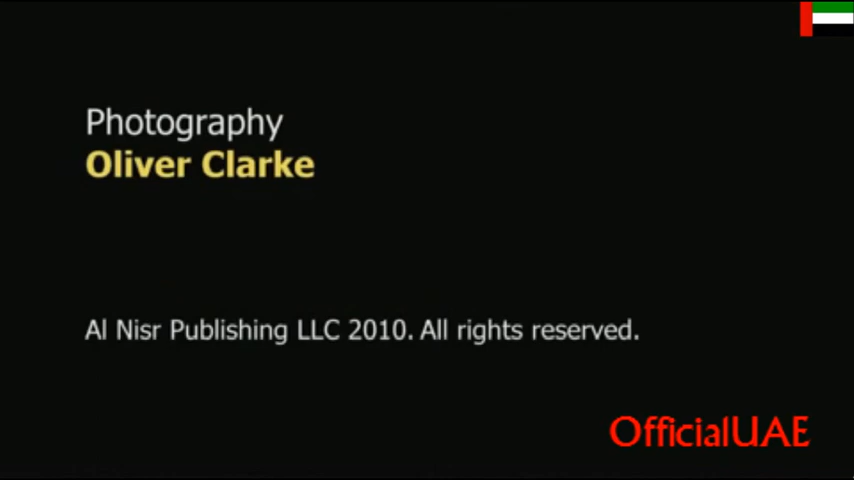 Photography
Oliver Clarke
Al Nisr Publishing LLC 2010. All rights reserved.
OfficialUAE